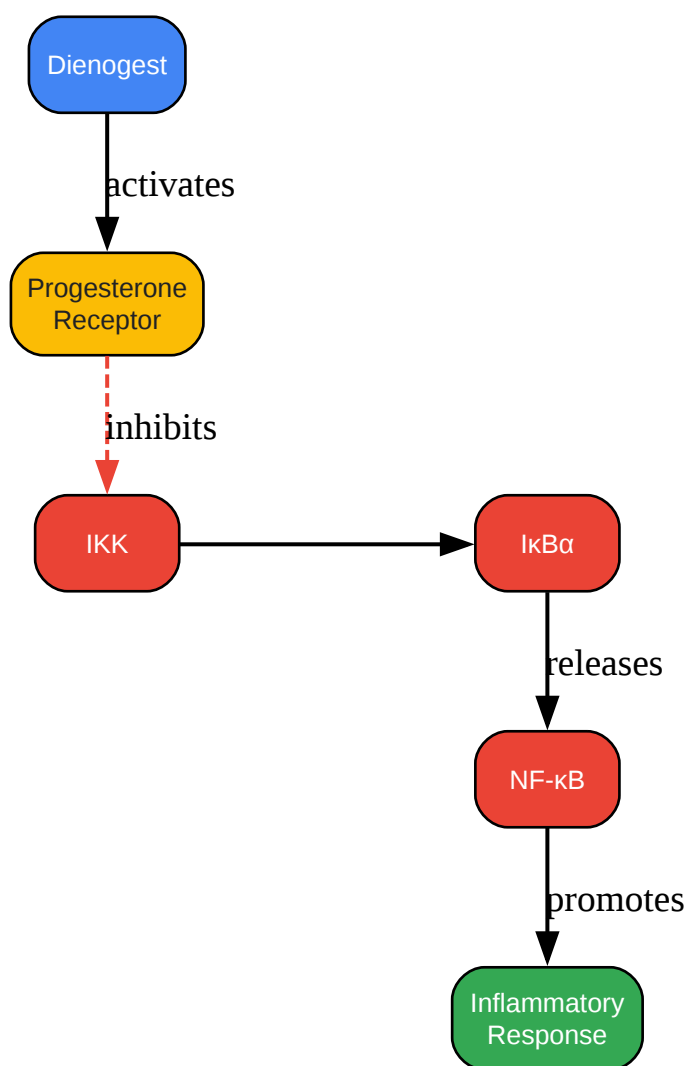 Dienogest
activates
Progesterone
Receptor
inhibits
IKK
IκBα
releases
NF-κB
promotes
Inflammatory
Response